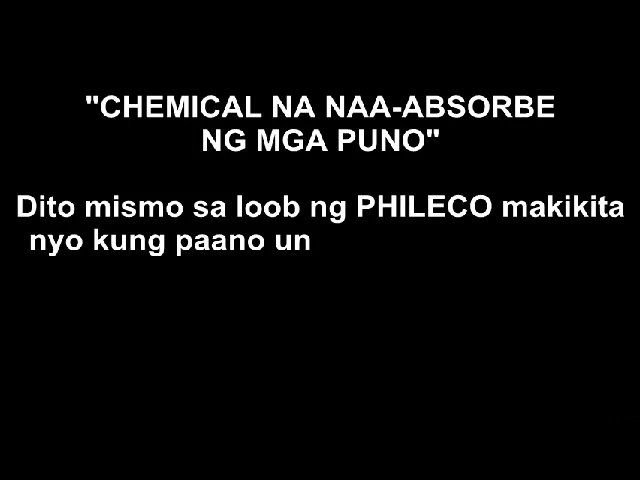 "CHEMICAL NA NAA-ABSORBE
NG MGA PUNO"
Dito mismo sa loob ng PHILECO makikita
nyo kung paano un